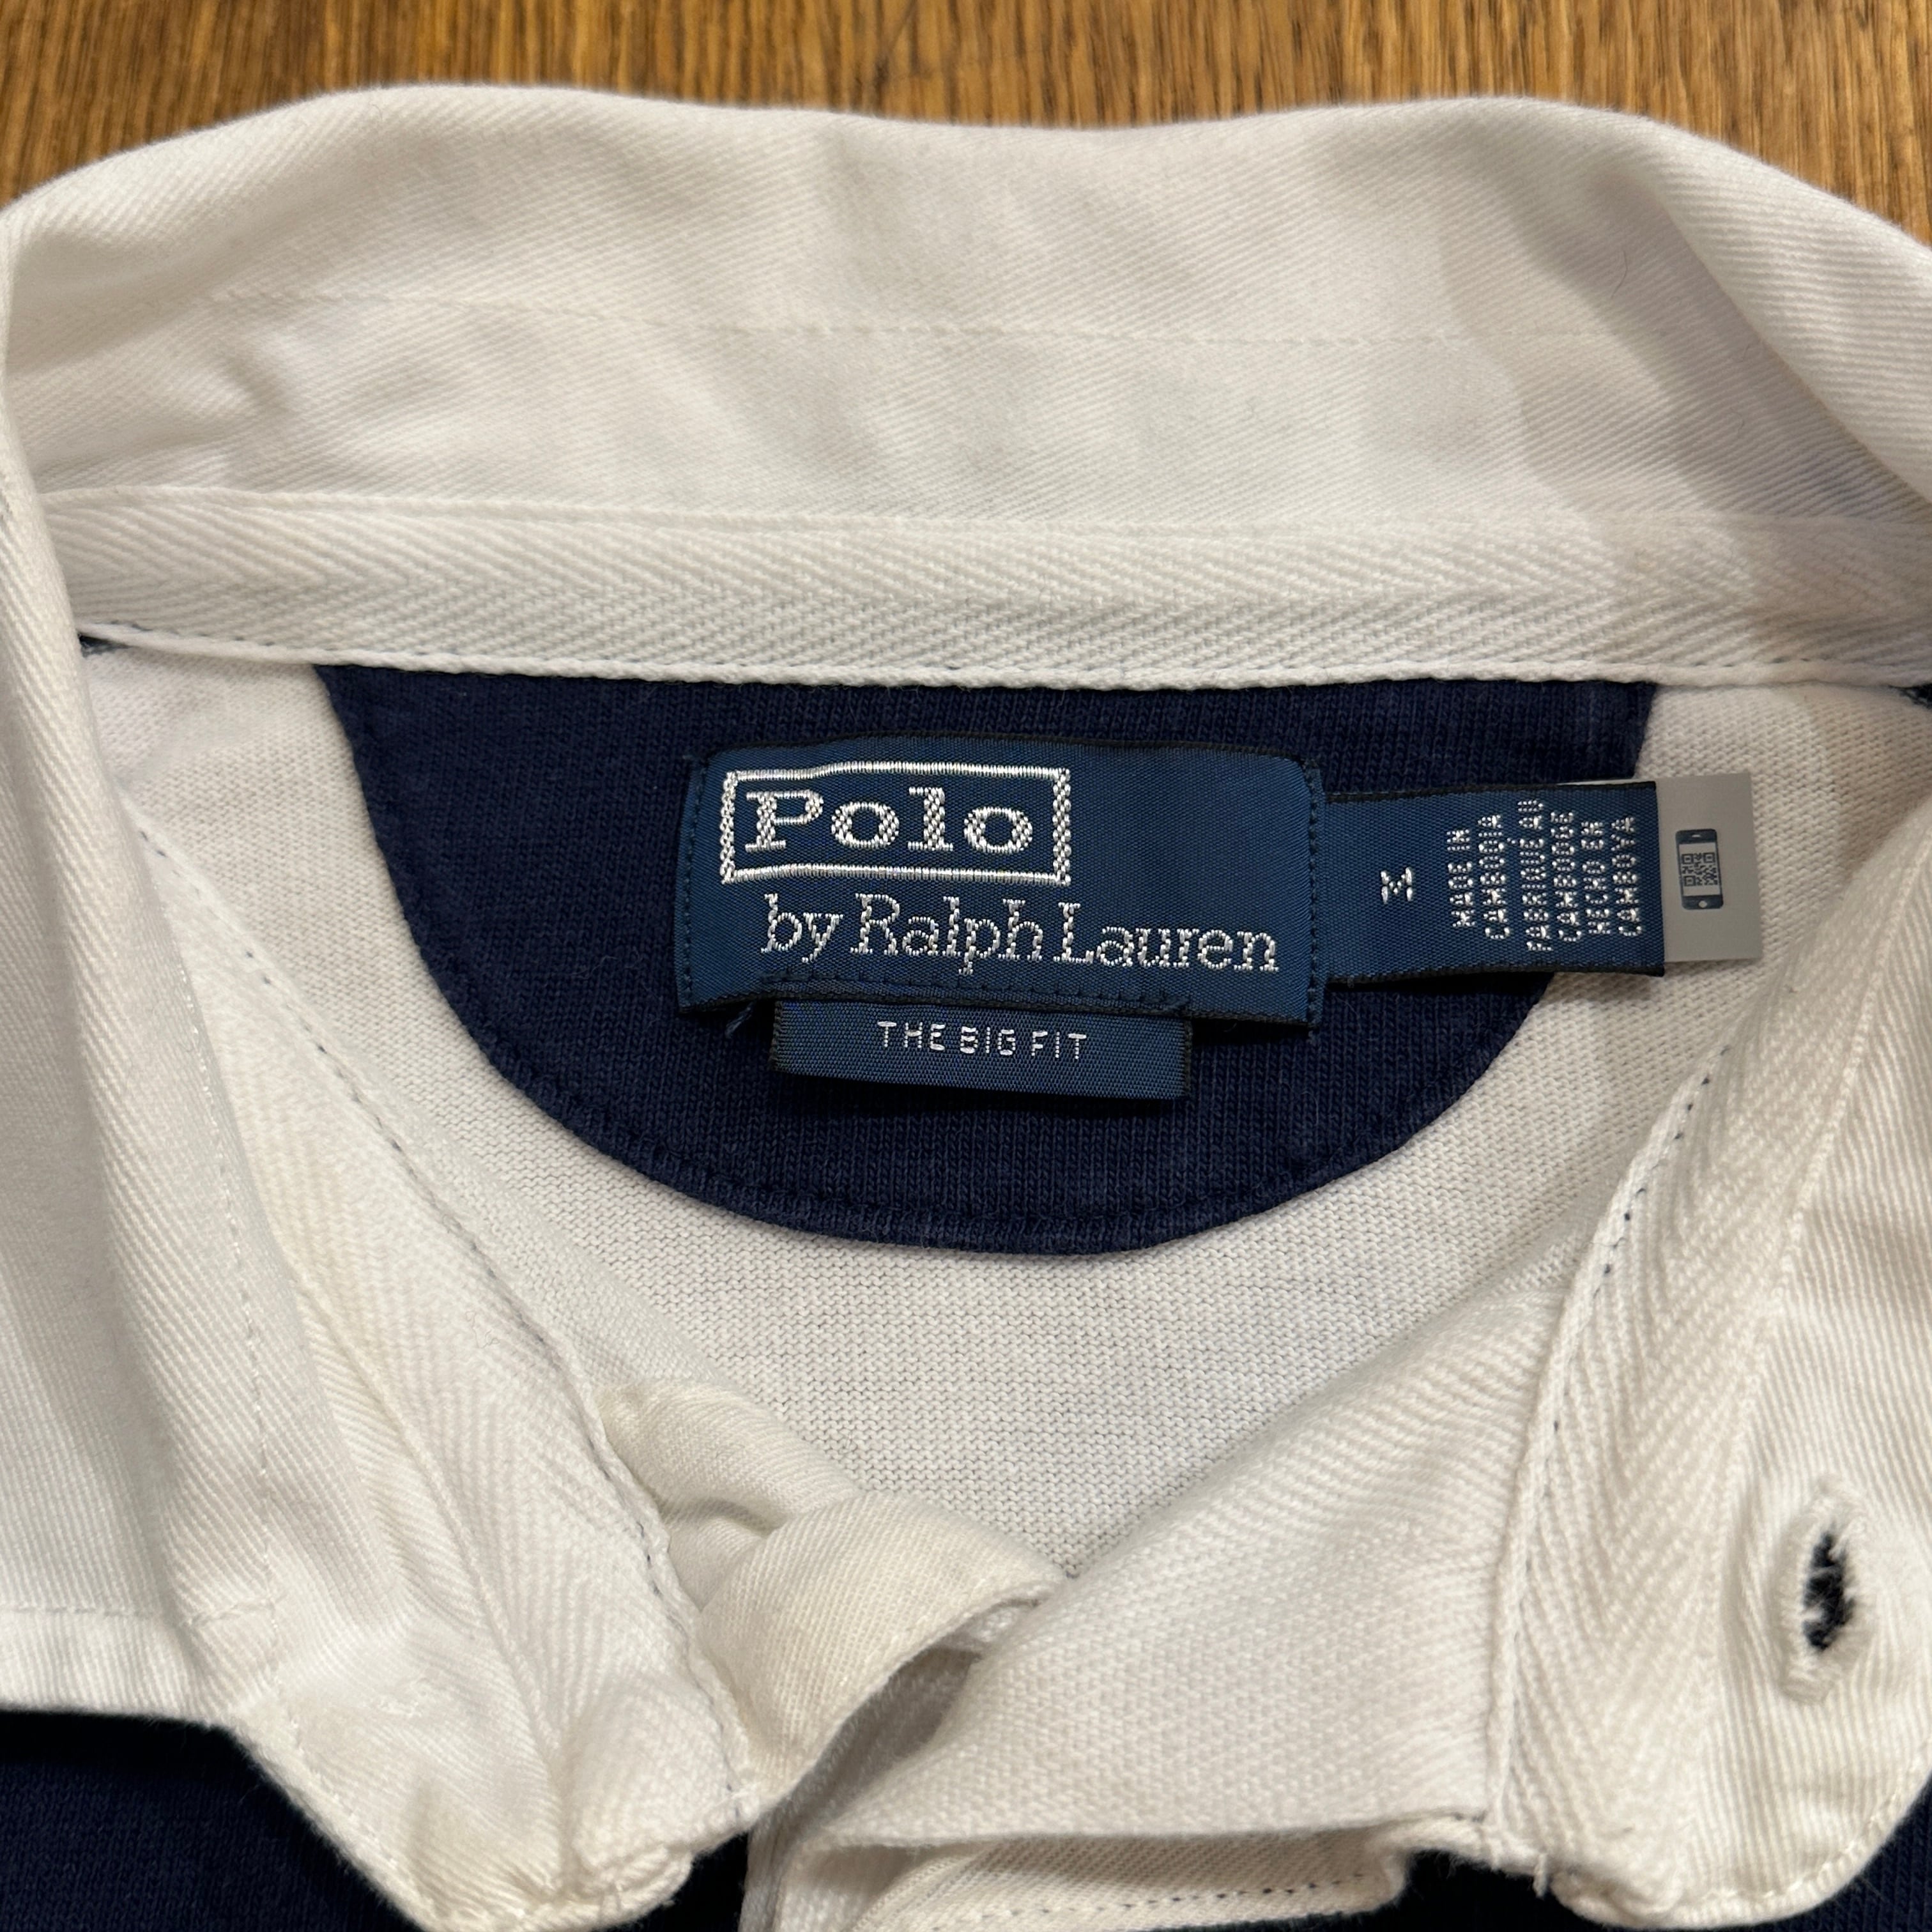 Polo
by Ralph Lauren
THE BIG FIT
M
MADE IN
CAMBODIA
FABRIQUÉ AU
CAMBODGE
HECHO EN
CAMBOYA